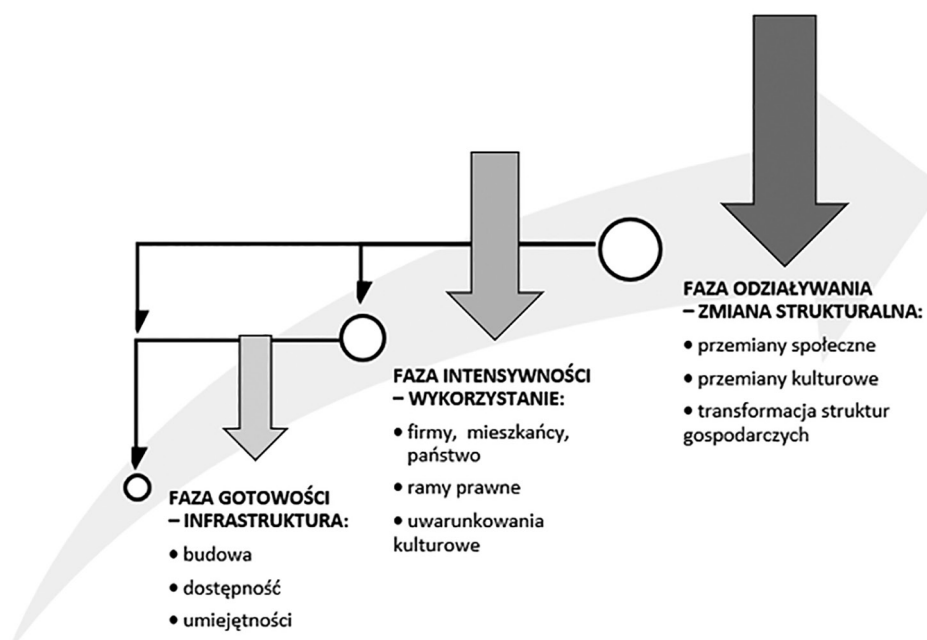 FAZA ODZIAŁYWANIA
– ZMIANA STRUKTURALNA:
• przemiany społeczne
• przemiany kulturowe
• transformacja struktur
gospodarczych
FAZA INTENSYWNOŚCI
– WYKORZYSTANIE:
• firmy, mieszkańcy,
państwo
• ramy prawne
• uwarunkowania
kulturowe
FAZA GOTOWOŚCI
– INFRASTRUKTURA:
• budowa
• dostępność
• umiejętności